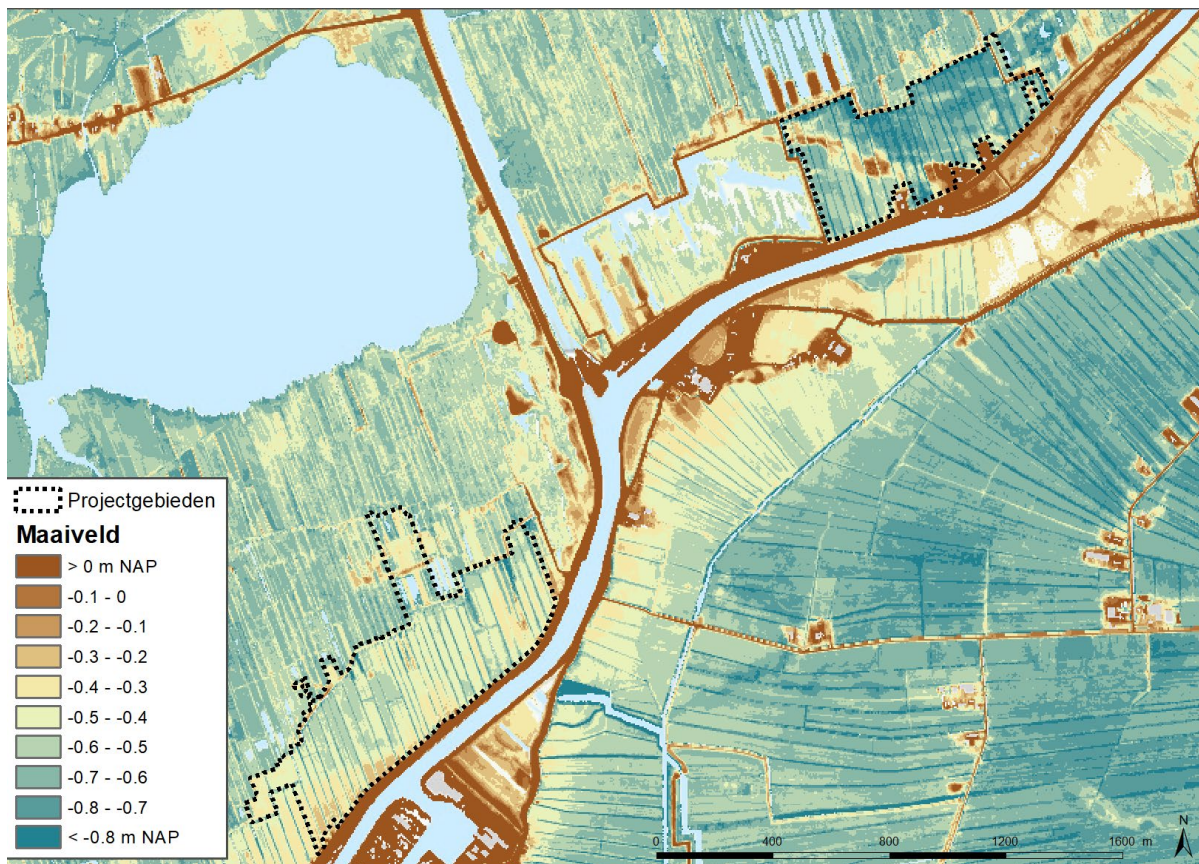 Projectgebieden
Maaiveld
> 0 m NAP
-0.1 - 0
-0.2 - -0.1
-0.3 - -0.2
-0.4 - -0.3
-0.5 - -0.4
-0.6 - -0.5
-0.7 - -0.6
-0.8 - -0.7
< -0.8 m NAP
N
0 400 800 1200 1600 m